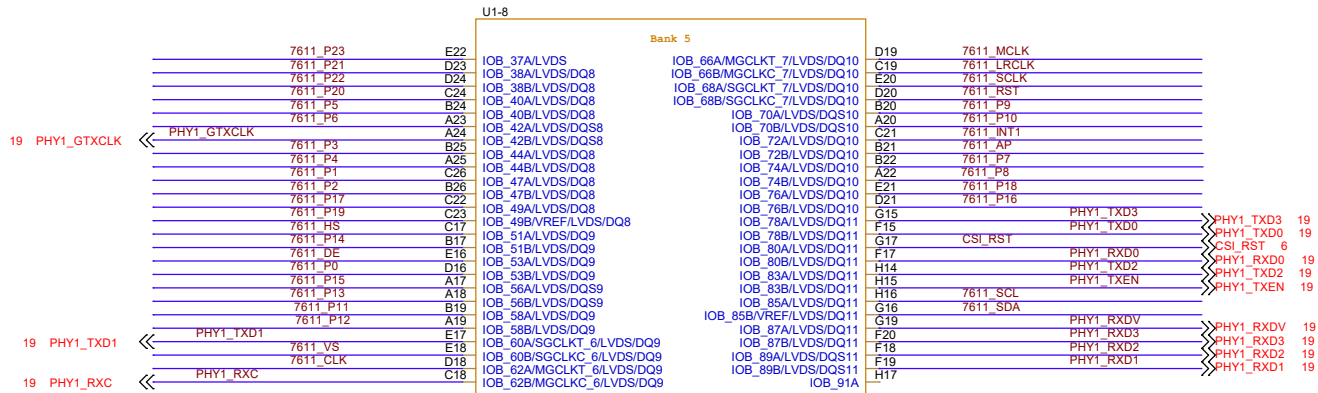 U1-8
Bank 5
7611_P23 E22 IOB_37A/LVDS IOB_66A/MGCLKT_7/LVDS/DQ10 D19 7611_MCLK
7611_P21 D23 IOB_38A/LVDS/DQ8 IOB_66B/MGCLKC_7/LVDS/DQ10 C19 7611_LRCLK
7611_P22 D24 IOB_38B/LVDS/DQ8 IOB_68A/SGCLKT_7/LVDS/DQ10 E20 7611_SCLK
7611_P20 C24 IOB_40A/LVDS/DQ8 IOB_68B/SGCLKC_7/LVDS/DQ10 D20 7611_RST
7611_P5 B24 IOB_40B/LVDS/DQ8 IOB_70A/LVDS/DQS10 B20 7611_P9
7611_P6 A23 IOB_42A/LVDS/DQS8 IOB_70B/LVDS/DQS10 A20 7611_P10
19 PHY1_GTXCLK PHY1_GTXCLK A24 IOB_42B/LVDS/DQS8 IOB_72A/LVDS/DQ10 C21 7611_INT1
7611_P3 B25 IOB_44A/LVDS/DQ8 IOB_72B/LVDS/DQ10 B21 7611_AP
7611_P4 A25 IOB_44B/LVDS/DQ8 IOB_74A/LVDS/DQ10 B22 7611_P7
7611_P1 C26 IOB_47A/LVDS/DQ8 IOB_74B/LVDS/DQ10 A22 7611_P8
7611_P2 B26 IOB_47B/LVDS/DQ8 IOB_76A/LVDS/DQ10 E21 7611_P18
7611_P17 C22 IOB_49A/LVDS/DQ8 IOB_76B/LVDS/DQ10 D21 7611_P16
7611_P19 C23 IOB_49B/VREF/LVDS/DQ8 IOB_78A/LVDS/DQ11 G15 PHY1_TXD3 PHY1_TXD3 19
7611_HS C17 IOB_51A/LVDS/DQ9 IOB_78B/LVDS/DQ11 F15 PHY1_TXD0 PHY1_TXD0 19
7611_P14 B17 IOB_51B/LVDS/DQ9 IOB_80A/LVDS/DQ11 G17 CSI_RST CSI_RST 6
7611_DE E16 IOB_53A/LVDS/DQ9 IOB_80B/LVDS/DQ11 F17 PHY1_RXD0 PHY1_RXD0 19
7611_P0 D16 IOB_53B/LVDS/DQ9 IOB_83A/LVDS/DQ11 H14 PHY1_TXD2 PHY1_TXD2 19
7611_P15 A17 IOB_56A/LVDS/DQS9 IOB_83B/LVDS/DQ11 H15 PHY1_TXEN PHY1_TXEN 19
7611_P13 A18 IOB_56B/LVDS/DQS9 IOB_85A/LVDS/DQ11 H16 7611_SCL
7611_P11 B19 IOB_58A/LVDS/DQ9 IOB_85B/VREF/LVDS/DQ11 G16 7611_SDA
7611_P12 A19 IOB_58B/LVDS/DQ9 IOB_87A/LVDS/DQ11 G19 PHY1_RXDV PHY1_RXDV 19
19 PHY1_TXD1 PHY1_TXD1 E17 IOB_60A/SGCLKT_6/LVDS/DQ9 IOB_87B/LVDS/DQ11 F20 PHY1_RXD3 PHY1_RXD3 19
7611_VS E18 IOB_60B/SGCLKC_6/LVDS/DQ9 IOB_89A/LVDS/DQS11 F18 PHY1_RXD2 PHY1_RXD2 19
7611_CLK D18 IOB_62A/MGCLKT_6/LVDS/DQ9 IOB_89B/LVDS/DQS11 F19 PHY1_RXD1 PHY1_RXD1 19
19 PHY1_RXC PHY1_RXC C18 IOB_62B/MGCLKC_6/LVDS/DQ9 IOB_91A H17